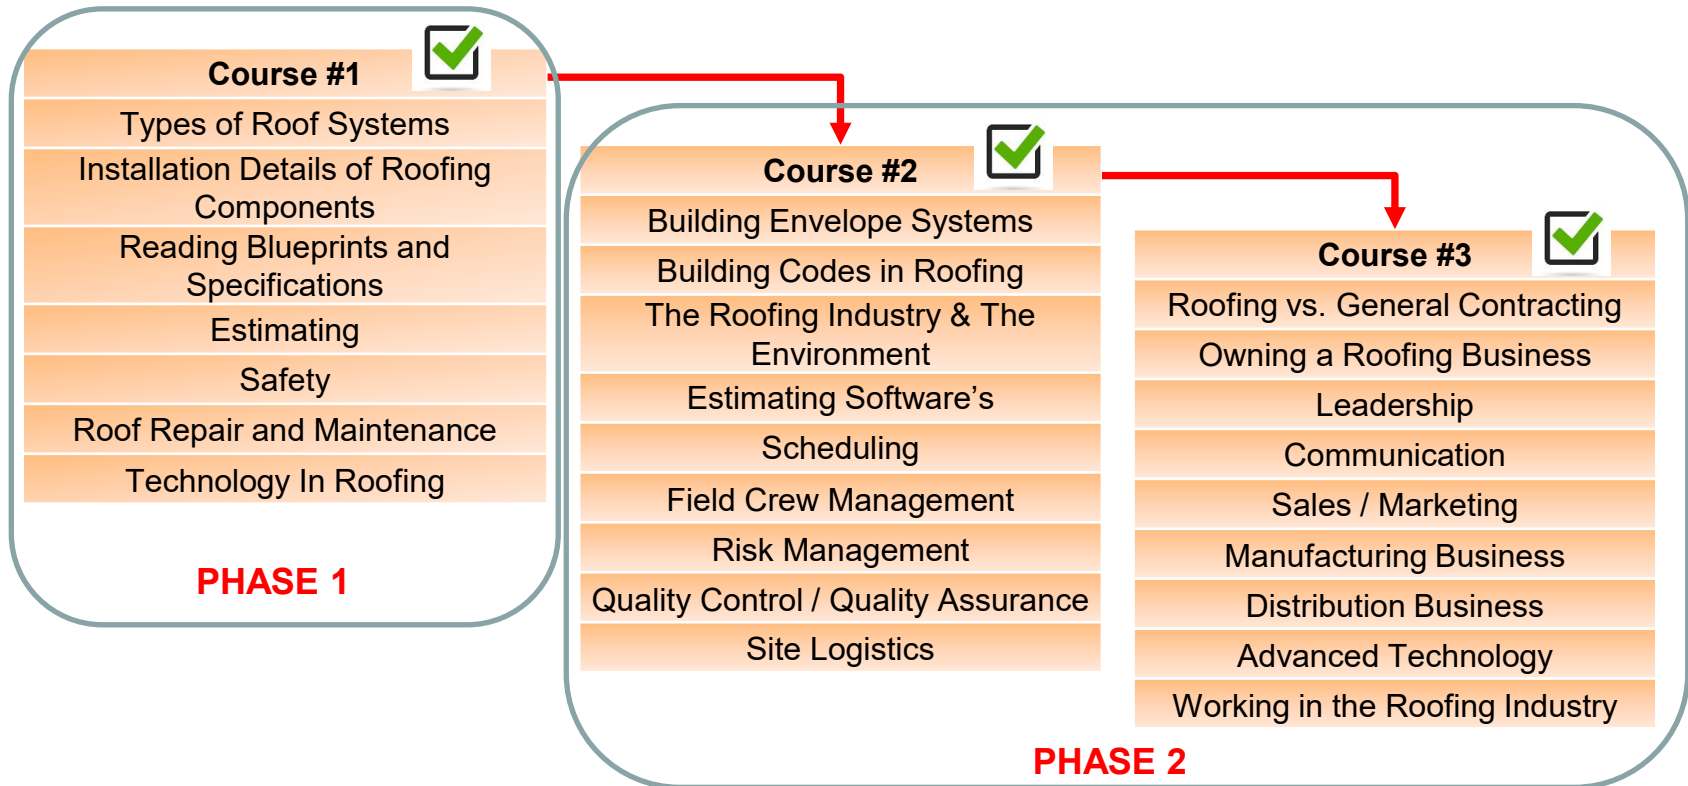 Course #1
Types of Roof Systems
Installation Details of Roofing
Components
Reading Blueprints and
Specifications
Estimating
Safety
Roof Repair and Maintenance
Technology In Roofing
PHASE 1
Course #2
Building Envelope Systems
Building Codes in Roofing
The Roofing Industry & The
Environment
Estimating Software’s
Scheduling
Field Crew Management
Risk Management
Quality Control / Quality Assurance
Site Logistics
Course #3
Roofing vs. General Contracting
Owning a Roofing Business
Leadership
Communication
Sales / Marketing
Manufacturing Business
Distribution Business
Advanced Technology
Working in the Roofing Industry
PHASE 2